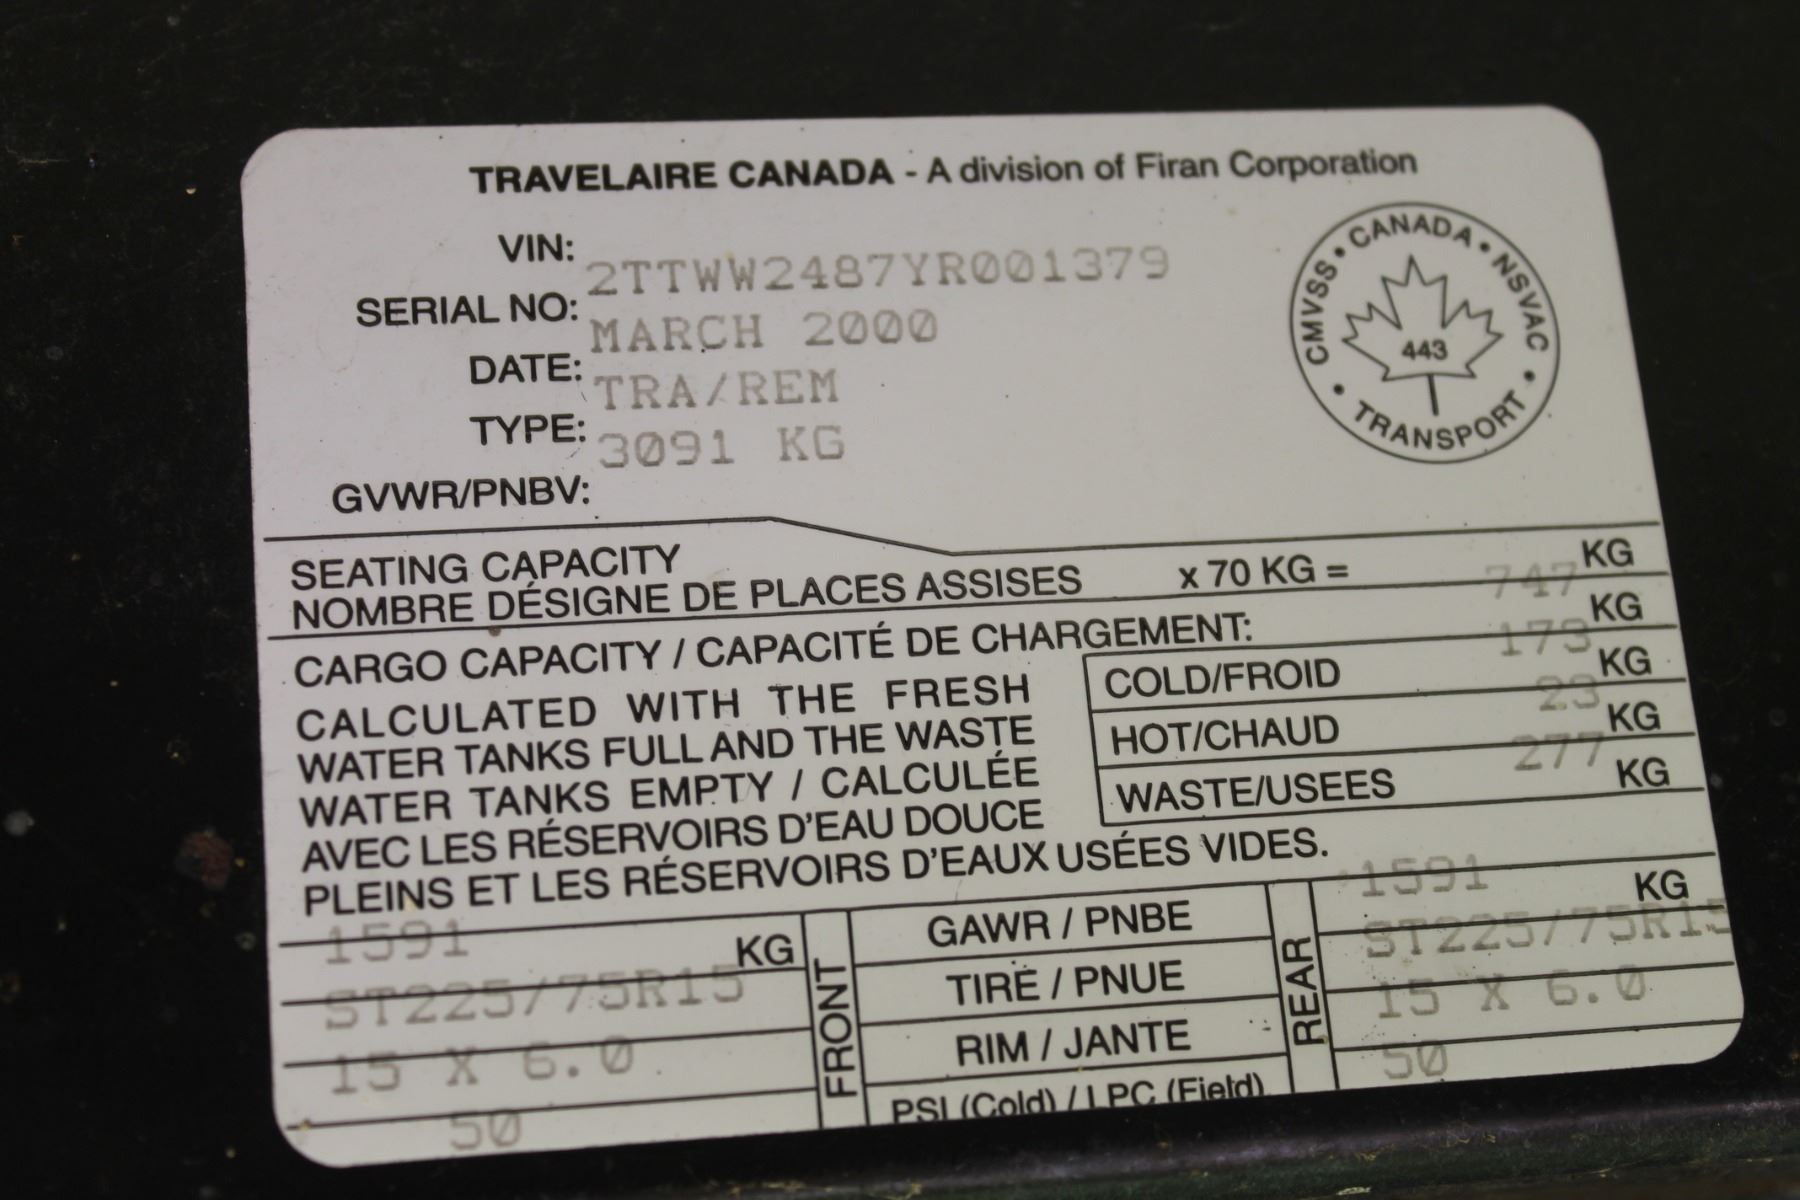 TRAVELAIRE CANADA - A division of Firan Corporation
VIN:
2TTWW2487YR001379
SERIAL NO:
MARCH 2000
DATE:
TRA/REM
TYPE:
3091 KG
GVWR/PNBV:
CANADA • NSVAC • TRANSPORT • CMVSS •
443
SEATING CAPACITY
NOMBRE DÉSIGNE DE PLACES ASSISES x 70 KG = KG
747
CARGO CAPACITY / CAPACITÉ DE CHARGEMENT: KG
173
CALCULATED WITH THE FRESH
WATER TANKS FULL AND THE WASTE
WATER TANKS EMPTY / CALCULÉE
AVEC LES RÉSERVOIRS D'EAU DOUCE
PLEINS ET LES RÉSERVOIRS D'EAUX USÉES VIDES.
COLD/FROID KG
23
HOT/CHAUD KG
277
WASTE/USEES KG
1591 KG
ST225/75R15
15 X 6.0
50
FRONT
GAWR / PNBE
TIRE / PNUE
RIM / JANTE
PSI (Cold) / LPC (Field)
REAR
1591 KG
ST225/75R15
15 X 6.0
50